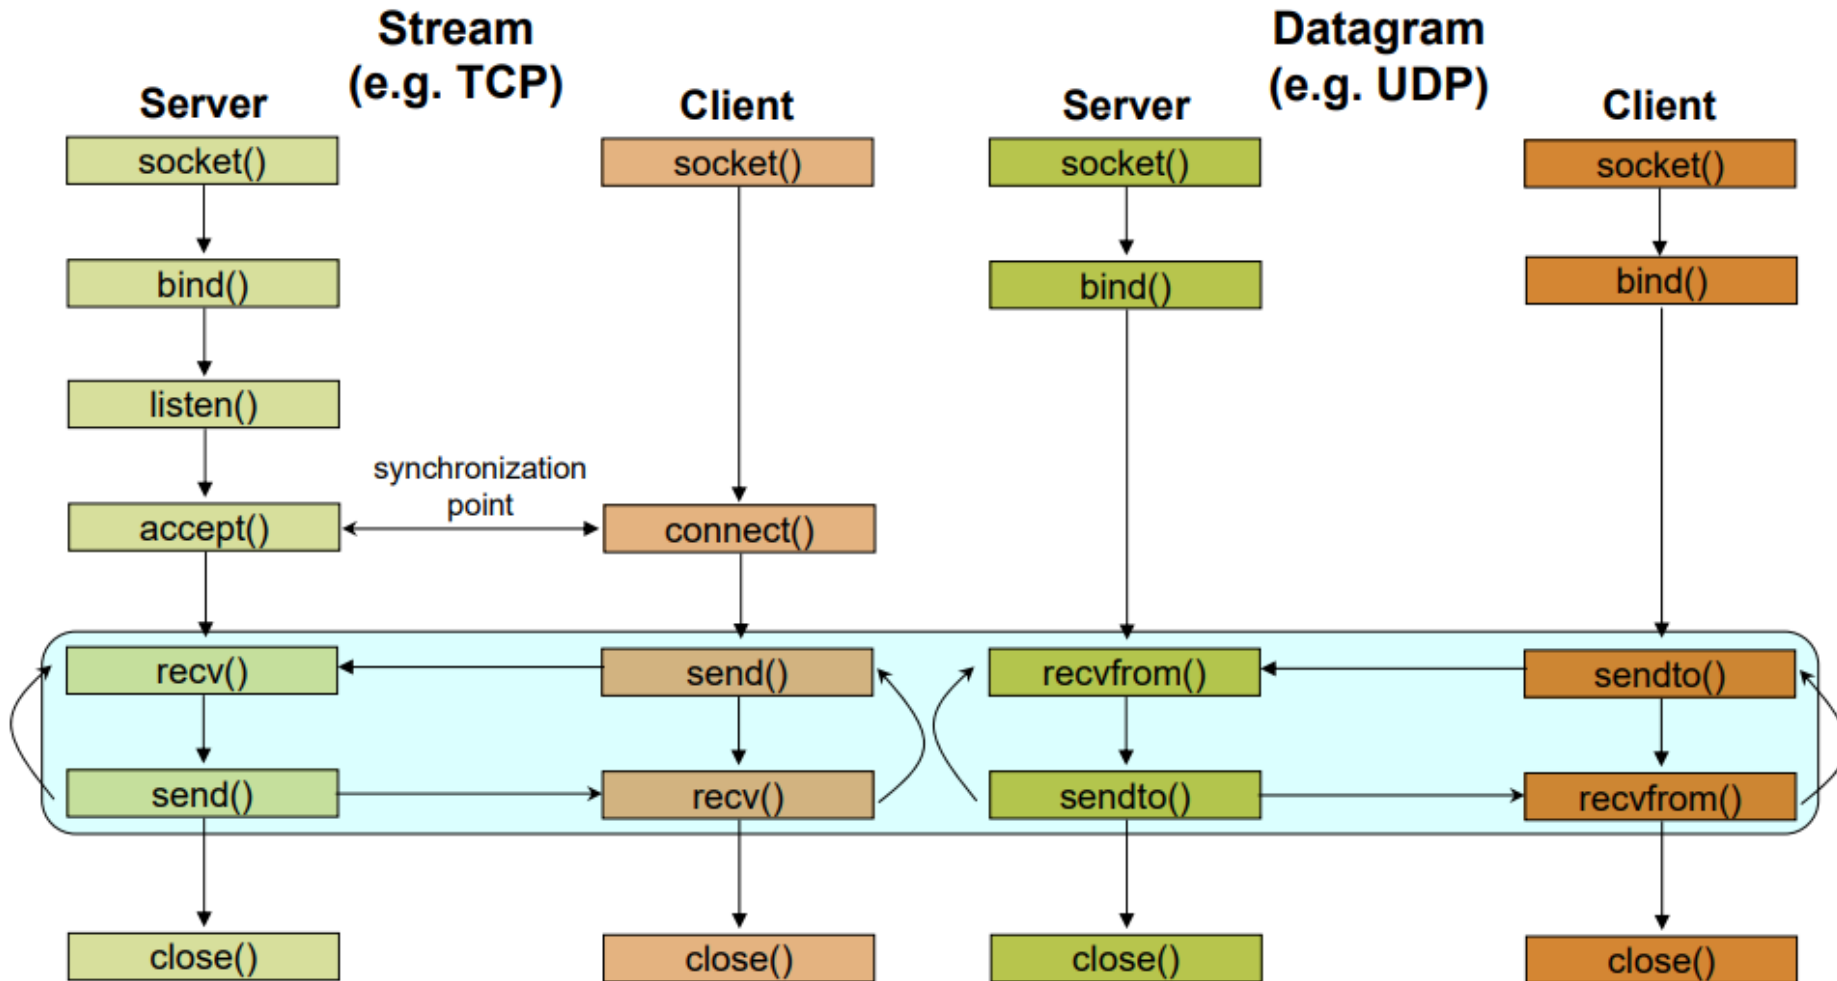 Stream
(e.g. TCP)
Server
Client
socket()
bind()
listen()
accept()
recv()
send()
close()
synchronization
point
socket()
connect()
send()
recv()
close()
Datagram
(e.g. UDP)
Server
Client
socket()
bind()
recvfrom()
sendto()
close()
socket()
bind()
sendto()
recvfrom()
close()